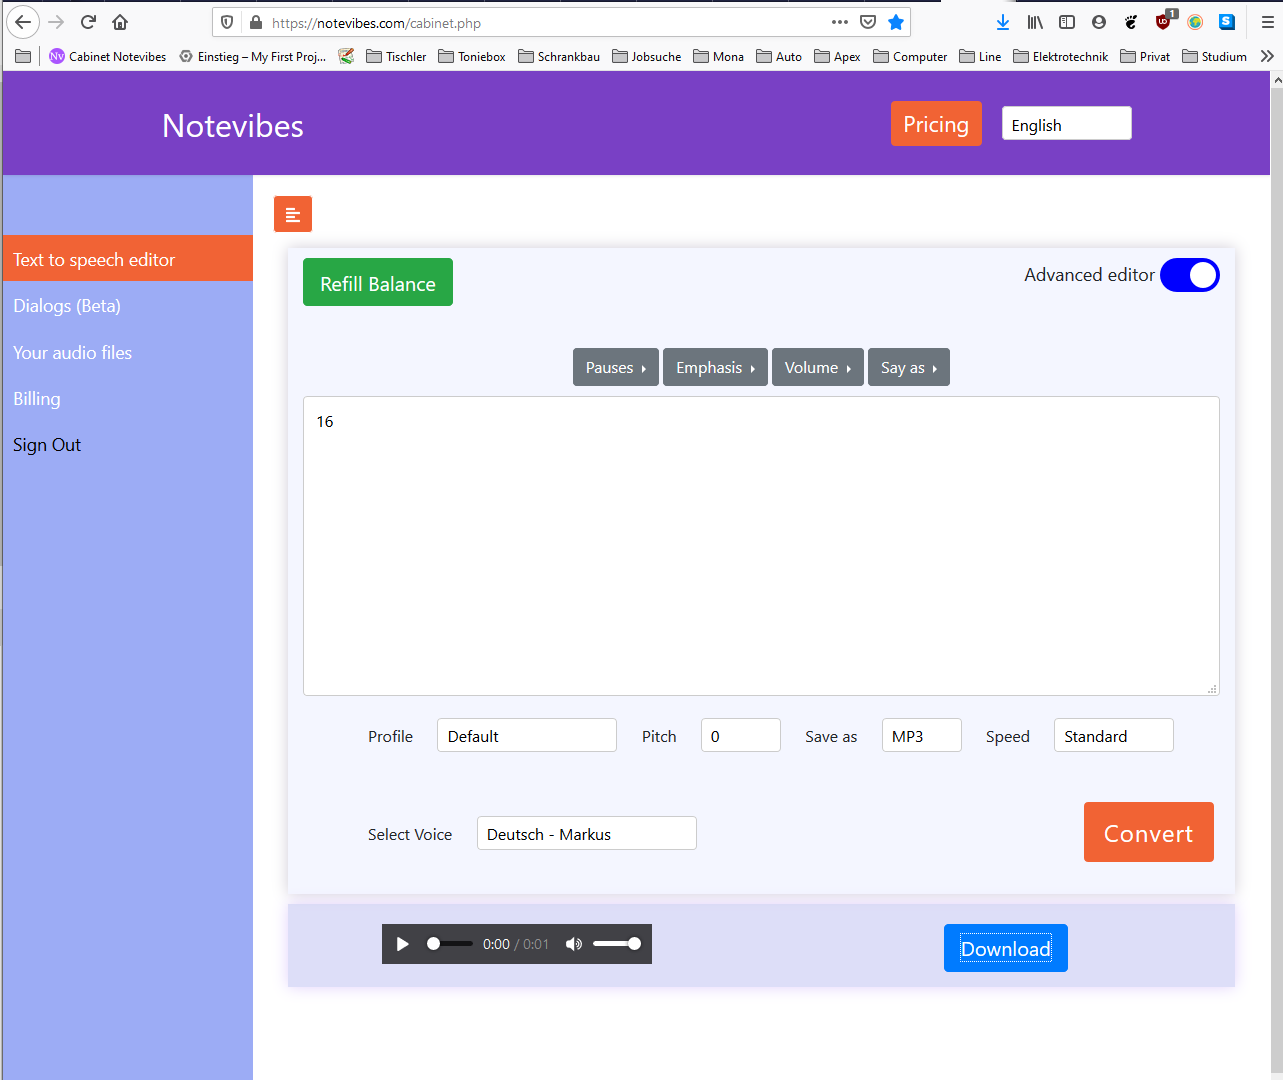 https://notevibes.com/cabinet.php
1
Cabinet Notevibes
Einstieg – My First Proj...
Tischler
Toniebox
Schrankbau
Jobsuche
Mona
Auto
Apex
Computer
Line
Elektrotechnik
Privat
Studium
Notevibes
Pricing
English
Text to speech editor
Dialogs (Beta)
Your audio files
Billing
Sign Out
Refill Balance
Advanced editor
Pauses
Emphasis
Volume
Say as
16
Profile
Default
Pitch
0
Save as
MP3
Speed
Standard
Select Voice
Deutsch - Markus
Convert
0:00 / 0:01
Download